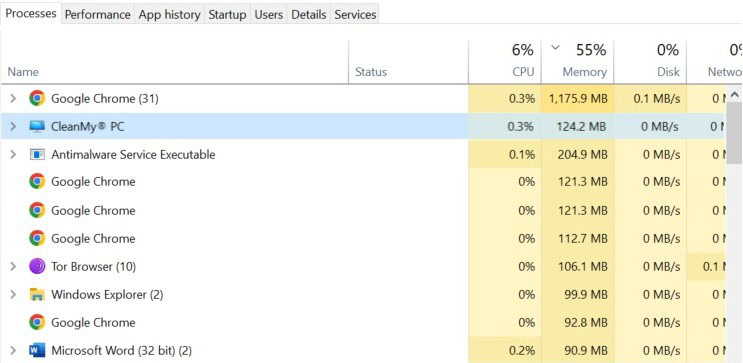 Processes Performance App history Startup Users Details Services
6% 55% 0% 0%
Name Status CPU Memory Disk Netwo
Google Chrome (31) 0.3% 1,175.9 MB 0.1 MB/s 0 M
CleanMy® PC 0.3% 124.2 MB 0 MB/s 0 M
Antimalware Service Executable 0.1% 204.9 MB 0 MB/s 0 M
Google Chrome 0% 121.3 MB 0 MB/s 0 M
Google Chrome 0% 121.3 MB 0 MB/s 0 M
Google Chrome 0% 112.7 MB 0 MB/s 0 M
Tor Browser (10) 0% 106.1 MB 0 MB/s 0.1 M
Windows Explorer (2) 0% 99.9 MB 0 MB/s 0 M
Google Chrome 0% 92.8 MB 0 MB/s 0 M
Microsoft Word (32 bit) (2) 0.2% 90.9 MB 0 MB/s 0 M